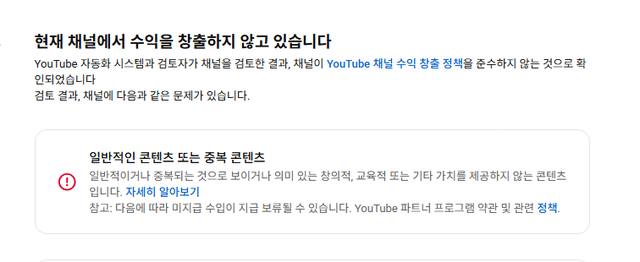 현재 채널에서 수익을 창출하지 않고 있습니다
YouTube 자동화 시스템과 검토자가 채널을 검토한 결과, 채널이 YouTube 채널 수익 창출 정책을 준수하지 않는 것으로 확
인되었습니다
검토 결과, 채널에 다음과 같은 문제가 있습니다.
일반적인 콘텐츠 또는 중복 콘텐츠
일반적이거나 중복되는 것으로 보이거나 의미 있는 창의적, 교육적 또는 기타 가치를 제공하지 않는 콘텐츠
입니다. 자세히 알아보기
참고: 다음에 따라 미지급 수입이 지급 보류될 수 있습니다. YouTube 파트너 프로그램 약관 및 관련 정책.